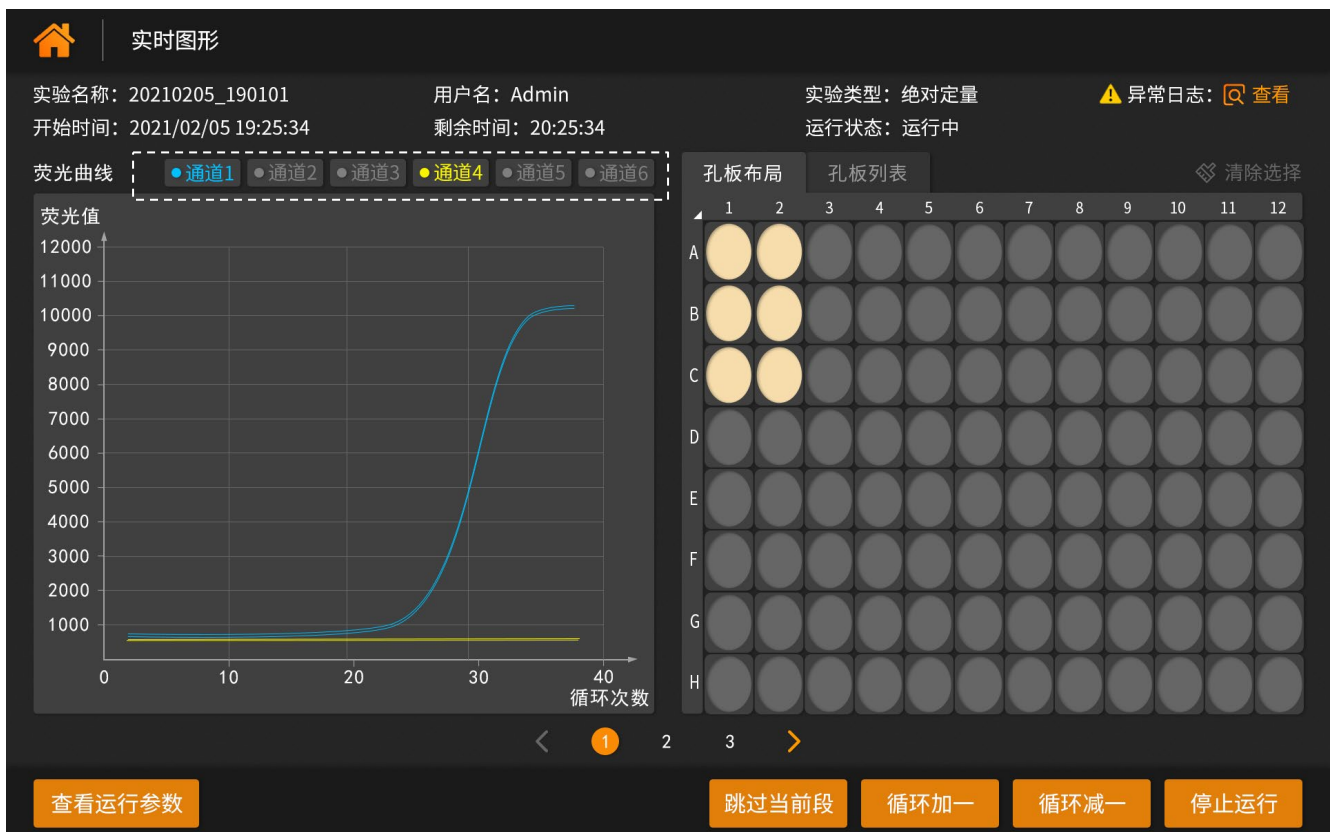 实时图形
实验名称：20210205_190101 用户名：Admin 实验类型：绝对定量 异常日志：查看
开始时间：2021/02/05 19:25:34 剩余时间：20:25:34 运行状态：运行中
荧光曲线 通道1 通道2 通道3 通道4 通道5 通道6
荧光值
12000
11000
10000
9000
8000
7000
6000
5000
4000
3000
2000
1000
0 10 20 30 40
循环次数
孔板布局 孔板列表 清除选择
1 2 3 4 5 6 7 8 9 10 11 12
A
B
C
D
E
F
G
H
1 2 3
查看运行参数 跳过当前段 循环加一 循环减一 停止运行